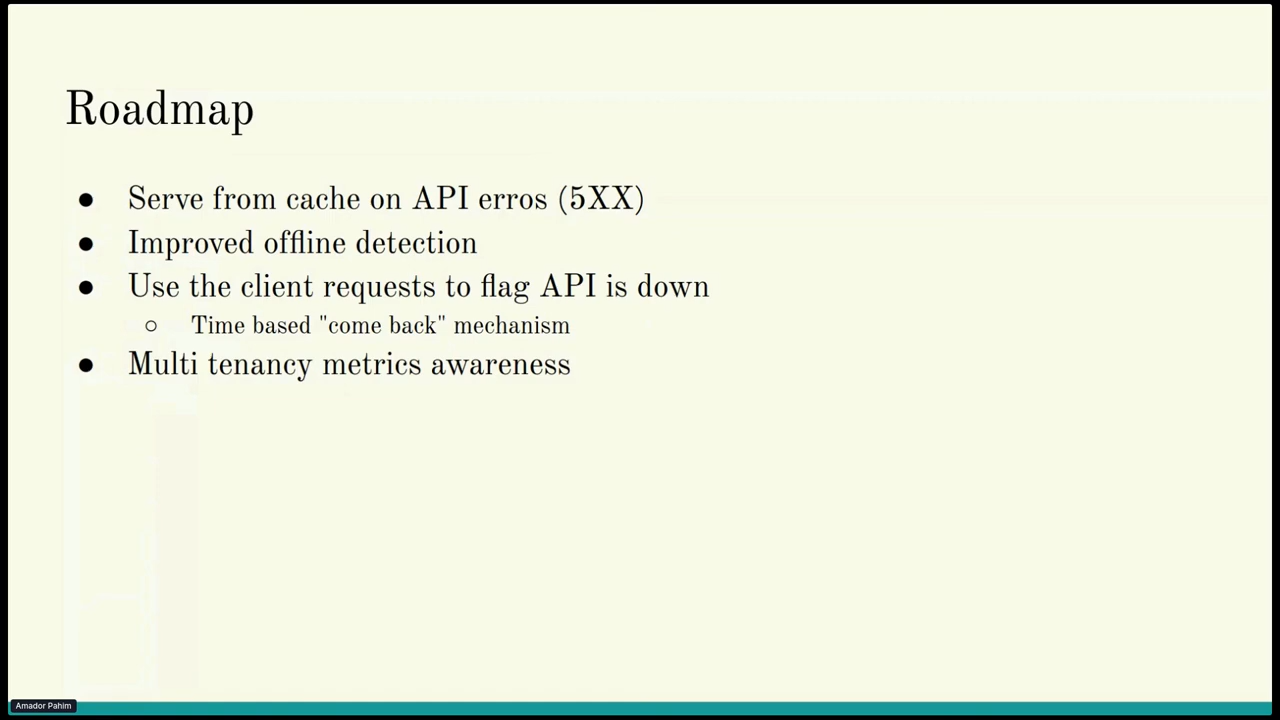 Roadmap
● Serve from cache on API erros (5XX)
● Improved offline detection
● Use the client requests to flag API is down
○ Time based "come back" mechanism
● Multi tenancy metrics awareness
Amador Pahim